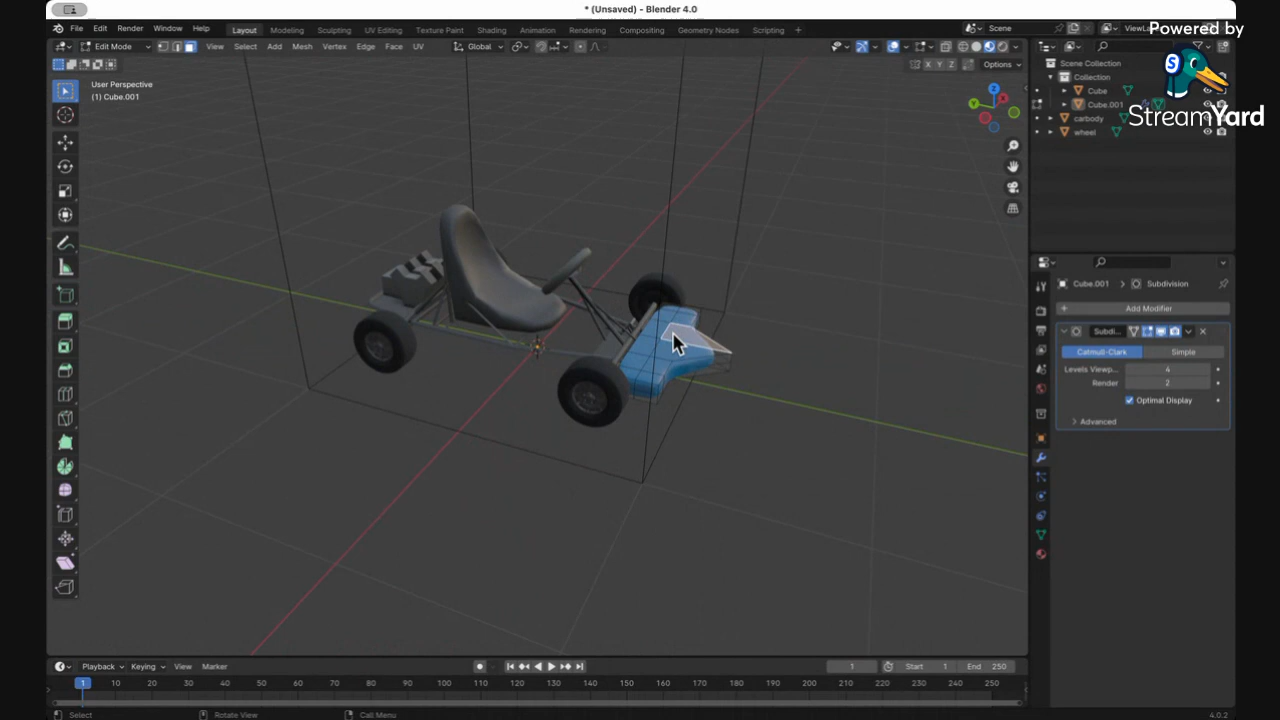 * (Unsaved) - Blender 4.0
File Edit Render Window Help Layout Modeling Sculpting UV Editing Texture Paint Shading Animation Rendering Compositing Geometry Nodes Scripting + Scene ViewLa
Powered by
StreamYard
Edit Mode View Select Add Mesh Vertex Edge Face UV Global
X Y Z Options
User Perspective
(1) Cube.001
Z
Y
X
Scene Collection
Collection
Cube
Cube.001
carbody
wheel
Cube.001 > Subdivision
+ Add Modifier
Subdi...
Catmull-Clark Simple
Levels Viewp... 4
Render 2
Optimal Display
Advanced
Playback Keying View Marker 1 Start 1 End 250
1 10 20 30 40 50 60 70 80 90 100 110 120 130 140 150 160 170 180 190 200 210 220 230 240 250
Select Rotate View Call Menu 4.0.2